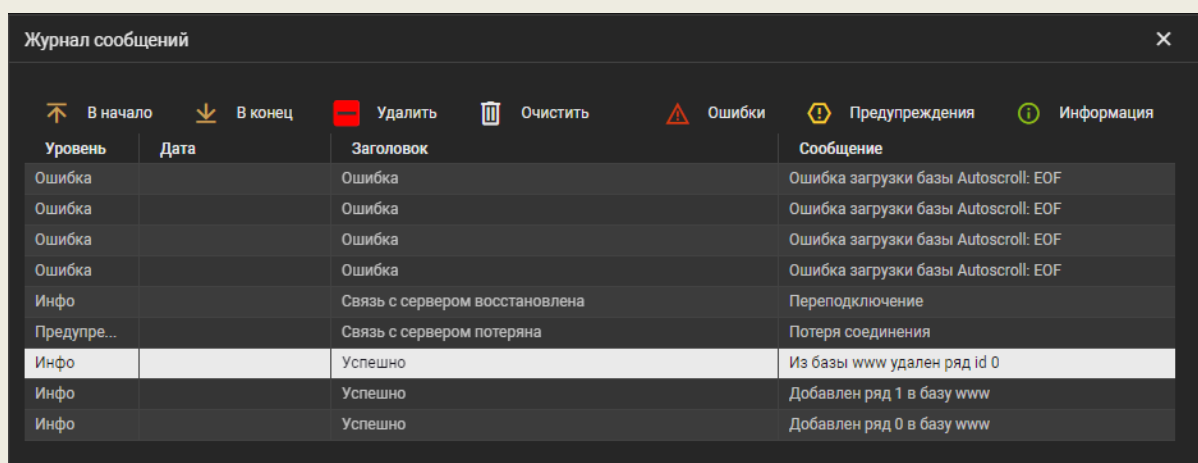 Журнал сообщений
В начало В конец Удалить Очистить Ошибки Предупреждения Информация
Уровень Дата Заголовок Сообщение
Ошибка Ошибка Ошибка загрузки базы Autoscroll: EOF
Ошибка Ошибка Ошибка загрузки базы Autoscroll: EOF
Ошибка Ошибка Ошибка загрузки базы Autoscroll: EOF
Ошибка Ошибка Ошибка загрузки базы Autoscroll: EOF
Инфо Связь с сервером восстановлена Переподключение
Предупре... Связь с сервером потеряна Потеря соединения
Инфо Успешно Из базы www удален ряд id 0
Инфо Успешно Добавлен ряд 1 в базу www
Инфо Успешно Добавлен ряд 0 в базу www